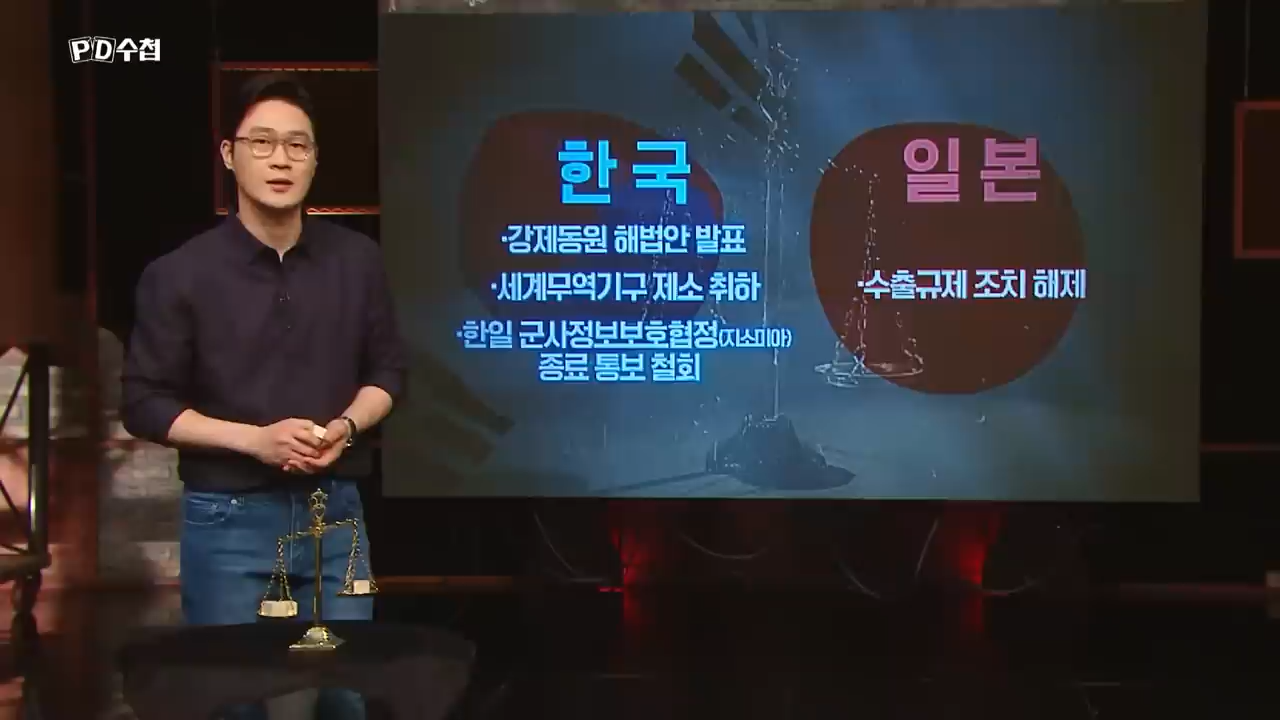 PD수첩
한국
·강제동원 해법안 발표
·세계무역기구 제소 취하
·한일 군사정보보호협정(지소미아)
종료 통보 철회
일본
·수출규제 조치 해제